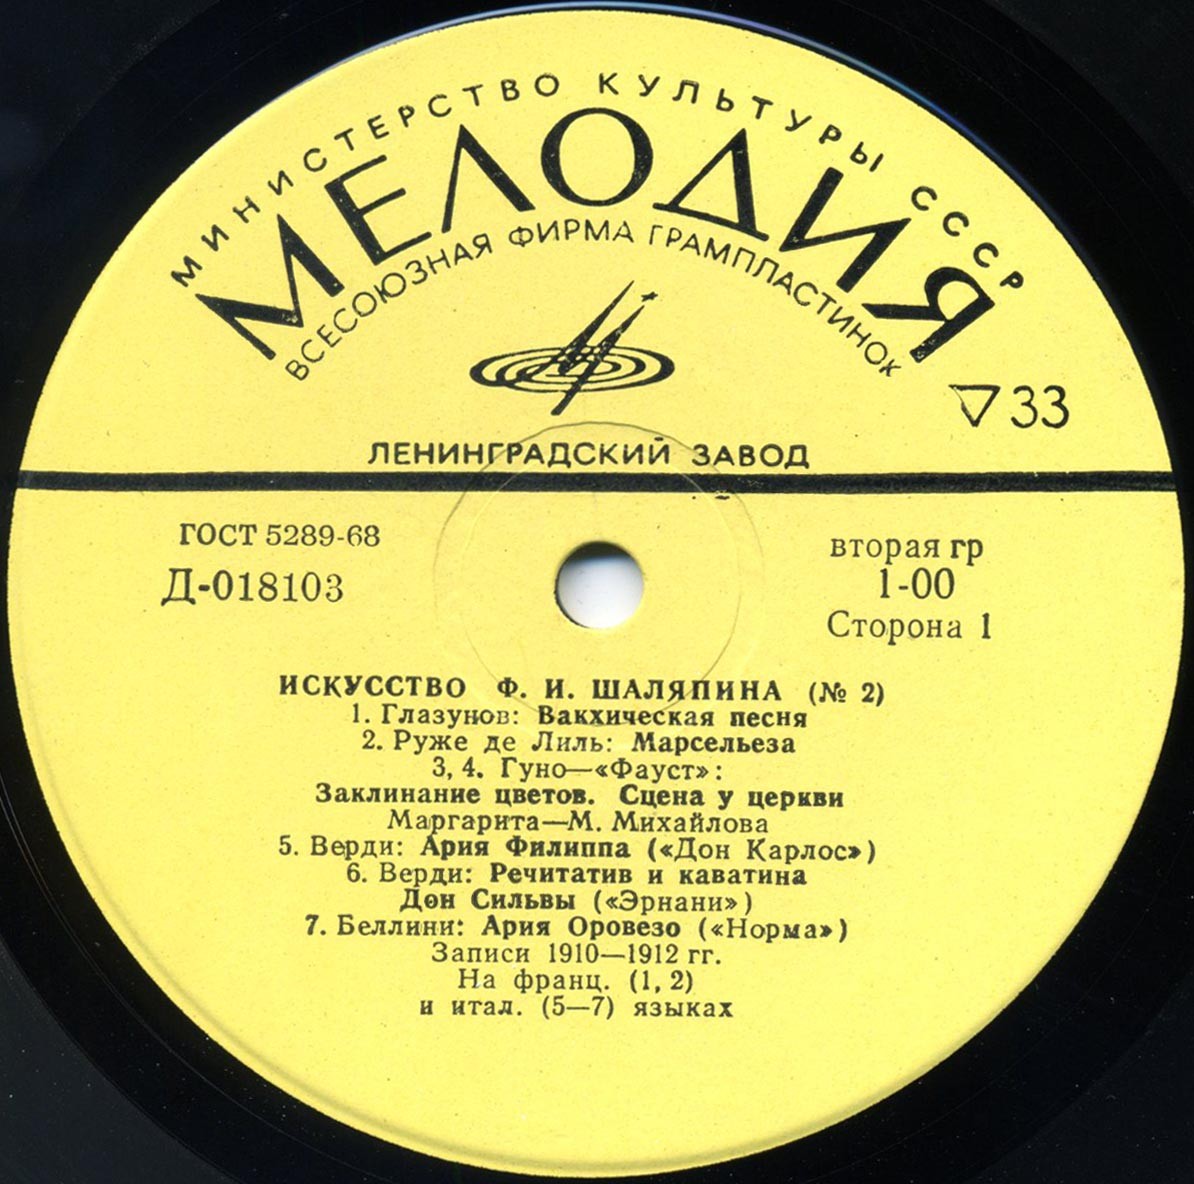 МИНИСТЕРСТВО КУЛЬТУРЫ СССР
МЕЛОДИЯ
ВСЕСОЮЗНАЯ ФИРМА ГРАМПЛАСТИНОК
▽33
ЛЕНИНГРАДСКИЙ ЗАВОД
ГОСТ 5289-68
Д-018103
вторая гр
1-00
Сторона 1
ИСКУССТВО Ф. И. ШАЛЯПИНА (№ 2)
1. Глазунов: Вакхическая песня
2. Руже де Лиль: Марсельеза
3, 4. Гуно—«Фауст»:
Заклинание цветов. Сцена у церкви
Маргарита—М. Михайлова
5. Верди: Ария Филиппа («Дон Карлос»)
6. Верди: Речитатив и каватина
Дон Сильвы («Эрнани»)
7. Беллини: Ария Оровезо («Норма»)
Записи 1910—1912 гг.
На франц. (1, 2)
и итал. (5—7) языках